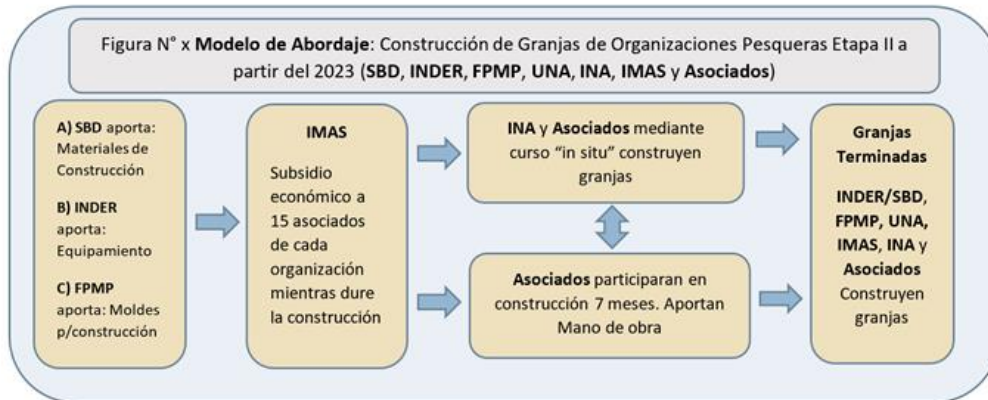 Figura N° x Modelo de Abordaje: Construcción de Granjas de Organizaciones Pesqueras Etapa II a
partir del 2023 (SBD, INDER, FPMP, UNA, INA, IMAS y Asociados)
A) SBD aporta:
Materiales de
Construcción
B) INDER
aporta:
Equipamiento
C) FPMP
aporta: Moldes
p/construcción
IMAS
Subsidio
económico a
15 asociados
de cada
organización
mientras dure
la construcción
INA y Asociados mediante
curso “in situ” construyen
granjas
Asociados participaran en
construcción 7 meses. Aportan
Mano de obra
Granjas
Terminadas
INDER/SBD,
FPMP, UNA,
IMAS, INA y
Asociados
Construyen
granjas